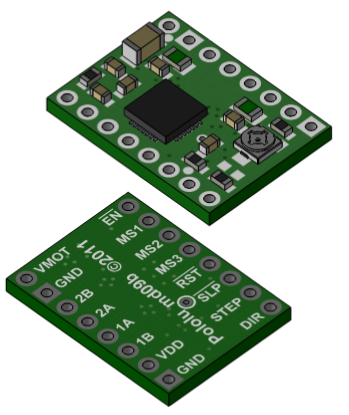 EN
MS1
MS2
MS3
RST
SLP
STEP
DIR
©2011
Pololu
md09b
VMOT
GND
2B
2A
1A
1B
VDD
GND